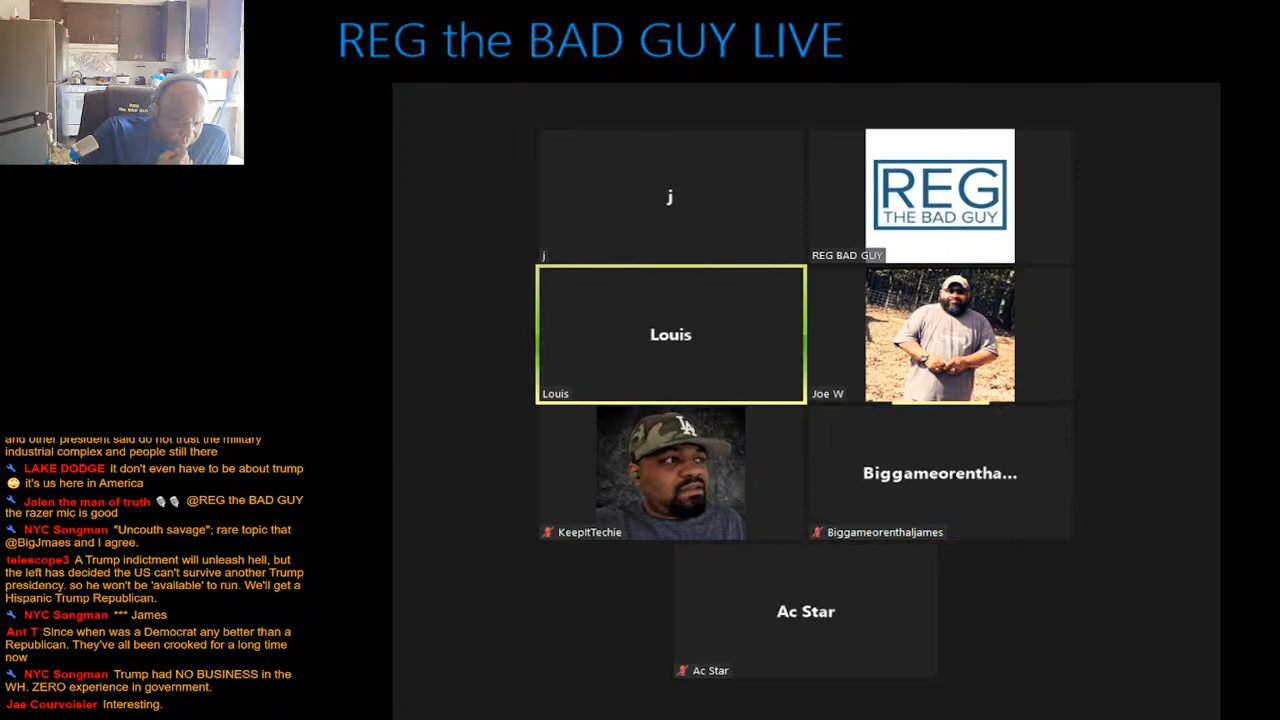 REG the BAD GUY LIVE
REG
THE BAD GUY
j
REG
THE BAD GUY
j
REG BAD GUY
Louis
Louis
Joe W
LA
Biggameorentha...
KeepItTechie
Biggameorenthaljames
Ac Star
Ac Star
and other president said do not trust the military
industrial complex and people still there
LAKE DODGE it don't even have to be about trump
it's us here in America
Jalen the man of truth @REG the BAD GUY
the razer mic is good
NYC Songman "Uncouth savage"; rare topic that
@BigJmaes and I agree.
telescope3 A Trump indictment will unleash hell, but
the left has decided the US can't survive another Trump
presidency. so he won't be 'available' to run. We'll get a
Hispanic Trump Republican.
NYC Songman *** James
Ant T Since when was a Democrat any better than a
Republican. They've all been crooked for a long time
now
NYC Songman Trump had NO BUSINESS in the
WH. ZERO experience in government.
Jae Courvoisier Interesting.